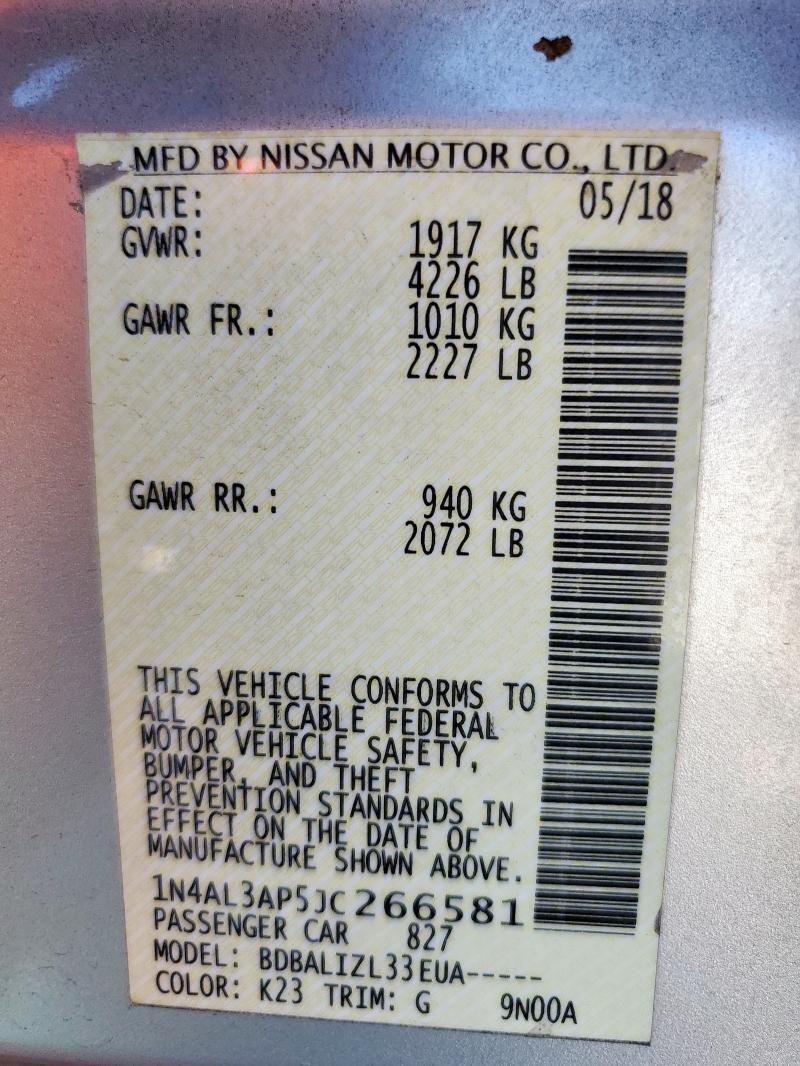 MFD BY NISSAN MOTOR CO., LTD.
DATE: 05/18
GVWR: 1917 KG
4226 LB
GAWR FR.: 1010 KG
2227 LB
GAWR RR.: 940 KG
2072 LB
THIS VEHICLE CONFORMS TO
ALL APPLICABLE FEDERAL
MOTOR VEHICLE SAFETY,
BUMPER, AND THEFT
PREVENTION STANDARDS IN
EFFECT ON THE DATE OF
MANUFACTURE SHOWN ABOVE.
1N4AL3AP5JC266581
PASSENGER CAR 827
MODEL: BDBALIZL33EUA-----
COLOR: K23 TRIM: G 9N00A